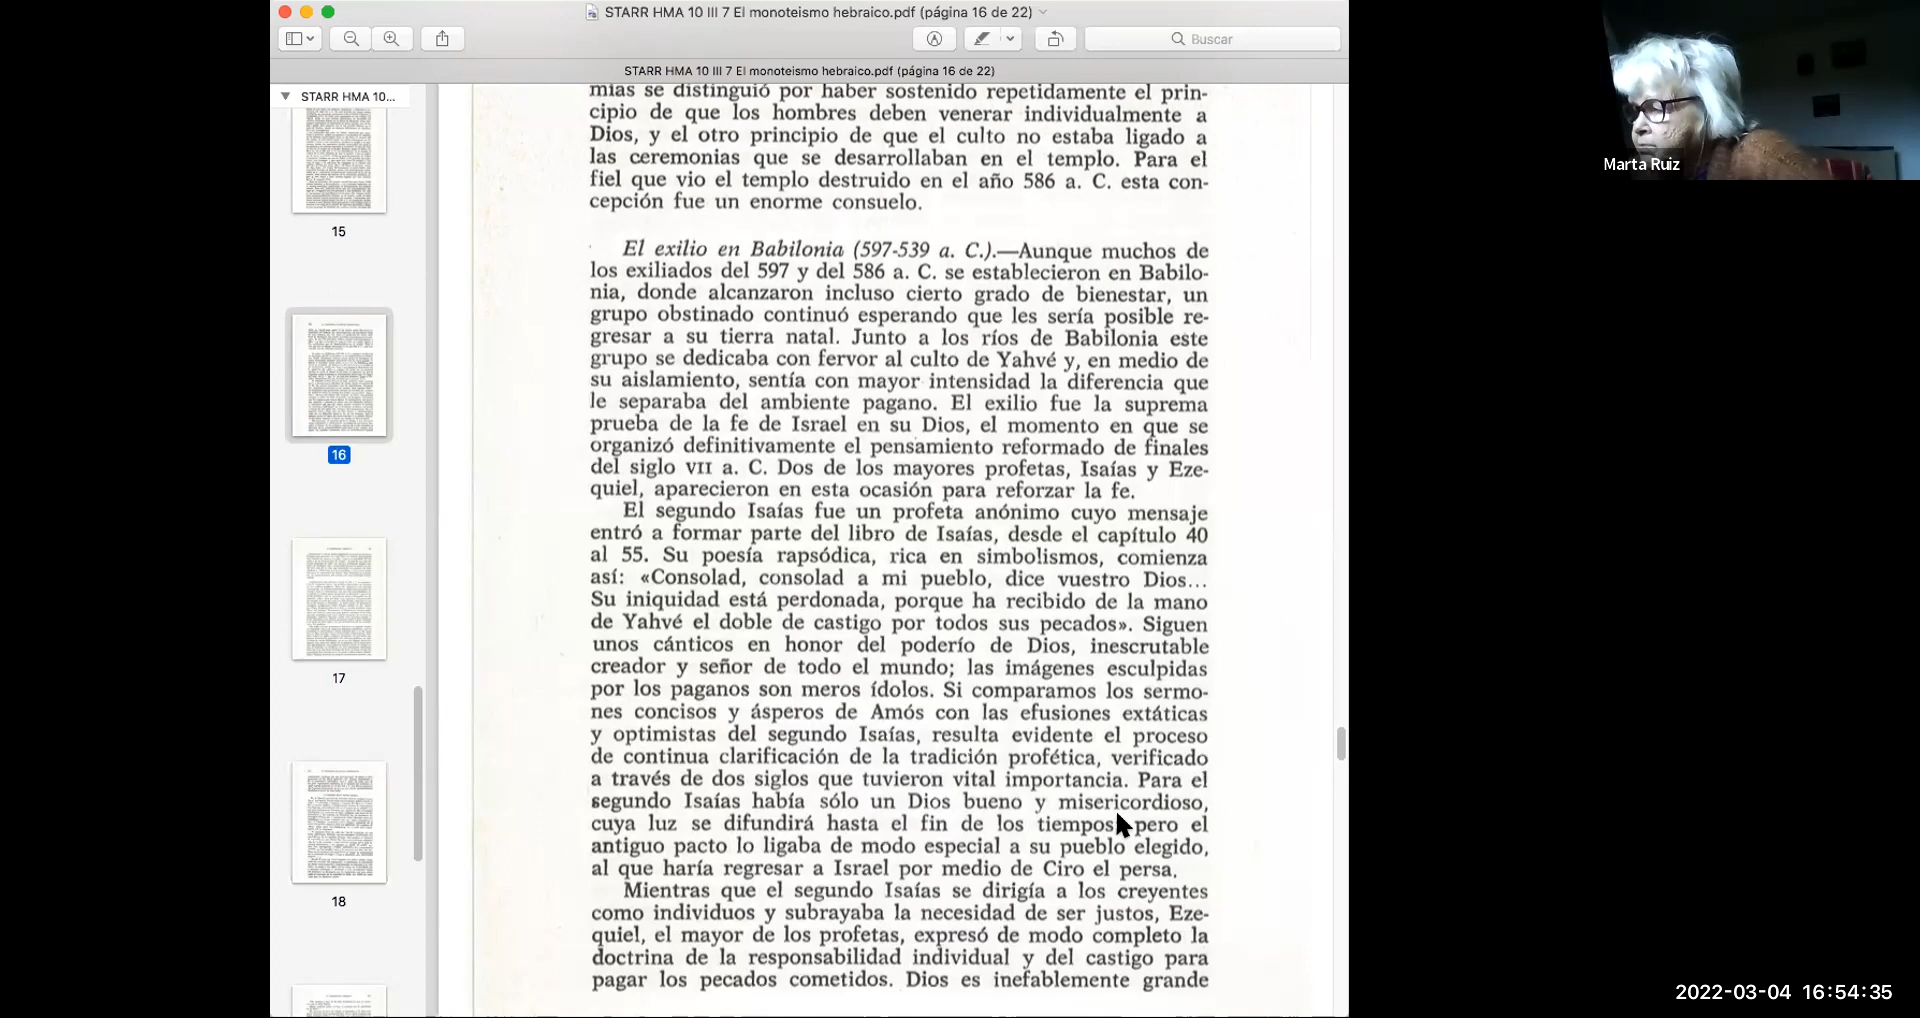 STARR HMA 10 III 7 El monoteismo hebraico.pdf (página 16 de 22)
Buscar
STARR HMA 10 III 7 El monoteismo hebraico.pdf (página 16 de 22)
STARR HMA 10...
15
16
17
18
mías se distinguió por haber sostenido repetidamente el prin-
cipio de que los hombres deben venerar individualmente a
Dios, y el otro principio de que el culto no estaba ligado a
las ceremonias que se desarrollaban en el templo. Para el
fiel que vio el templo destruido en el año 586 a. C. esta con-
cepción fue un enorme consuelo.
El exilio en Babilonia (597-539 a. C.).—Aunque muchos de
los exiliados del 597 y del 586 a. C. se establecieron en Babilo-
nia, donde alcanzaron incluso cierto grado de bienestar, un
grupo obstinado continuó esperando que les sería posible re-
gresar a su tierra natal. Junto a los ríos de Babilonia este
grupo se dedicaba con fervor al culto de Yahvé y, en medio de
su aislamiento, sentía con mayor intensidad la diferencia que
le separaba del ambiente pagano. El exilio fue la suprema
prueba de la fe de Israel en su Dios, el momento en que se
organizó definitivamente el pensamiento reformado de finales
del siglo VII a. C. Dos de los mayores profetas, Isaías y Eze-
quiel, aparecieron en esta ocasión para reforzar la fe.
El segundo Isaías fue un profeta anónimo cuyo mensaje
entró a formar parte del libro de Isaías, desde el capítulo 40
al 55. Su poesía rapsódica, rica en simbolismos, comienza
así: «Consolad, consolad a mi pueblo, dice vuestro Dios...
Su iniquidad está perdonada, porque ha recibido de la mano
de Yahvé el doble de castigo por todos sus pecados». Siguen
unos cánticos en honor del poderío de Dios, inescrutable
creador y señor de todo el mundo; las imágenes esculpidas
por los paganos son meros ídolos. Si comparamos los sermo-
nes concisos y ásperos de Amós con las efusiones extáticas
y optimistas del segundo Isaías, resulta evidente el proceso
de continua clarificación de la tradición profética, verificado
a través de dos siglos que tuvieron vital importancia. Para el
segundo Isaías había sólo un Dios bueno y misericordioso,
cuya luz se difundirá hasta el fin de los tiempos pero el
antiguo pacto lo ligaba de modo especial a su pueblo elegido,
al que haría regresar a Israel por medio de Ciro el persa.
Mientras que el segundo Isaías se dirigía a los creyentes
como individuos y subrayaba la necesidad de ser justos, Eze-
quiel, el mayor de los profetas, expresó de modo completo la
doctrina de la responsabilidad individual y del castigo para
pagar los pecados cometidos. Dios es inefablemente grande
Marta Ruiz
2022-03-04 16:54:35